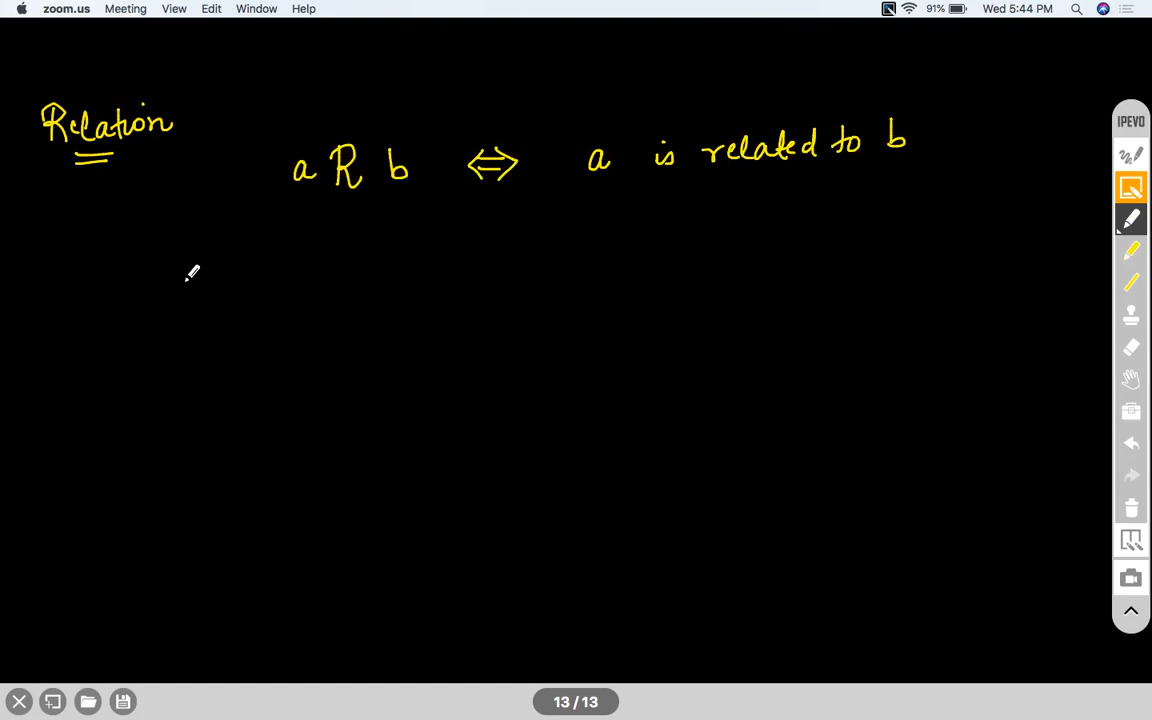 zoom.us Meeting View Edit Window Help 91% Wed 5:44 PM
Relation
a R b ⇔ a is related to b
IPEVO
13 / 13